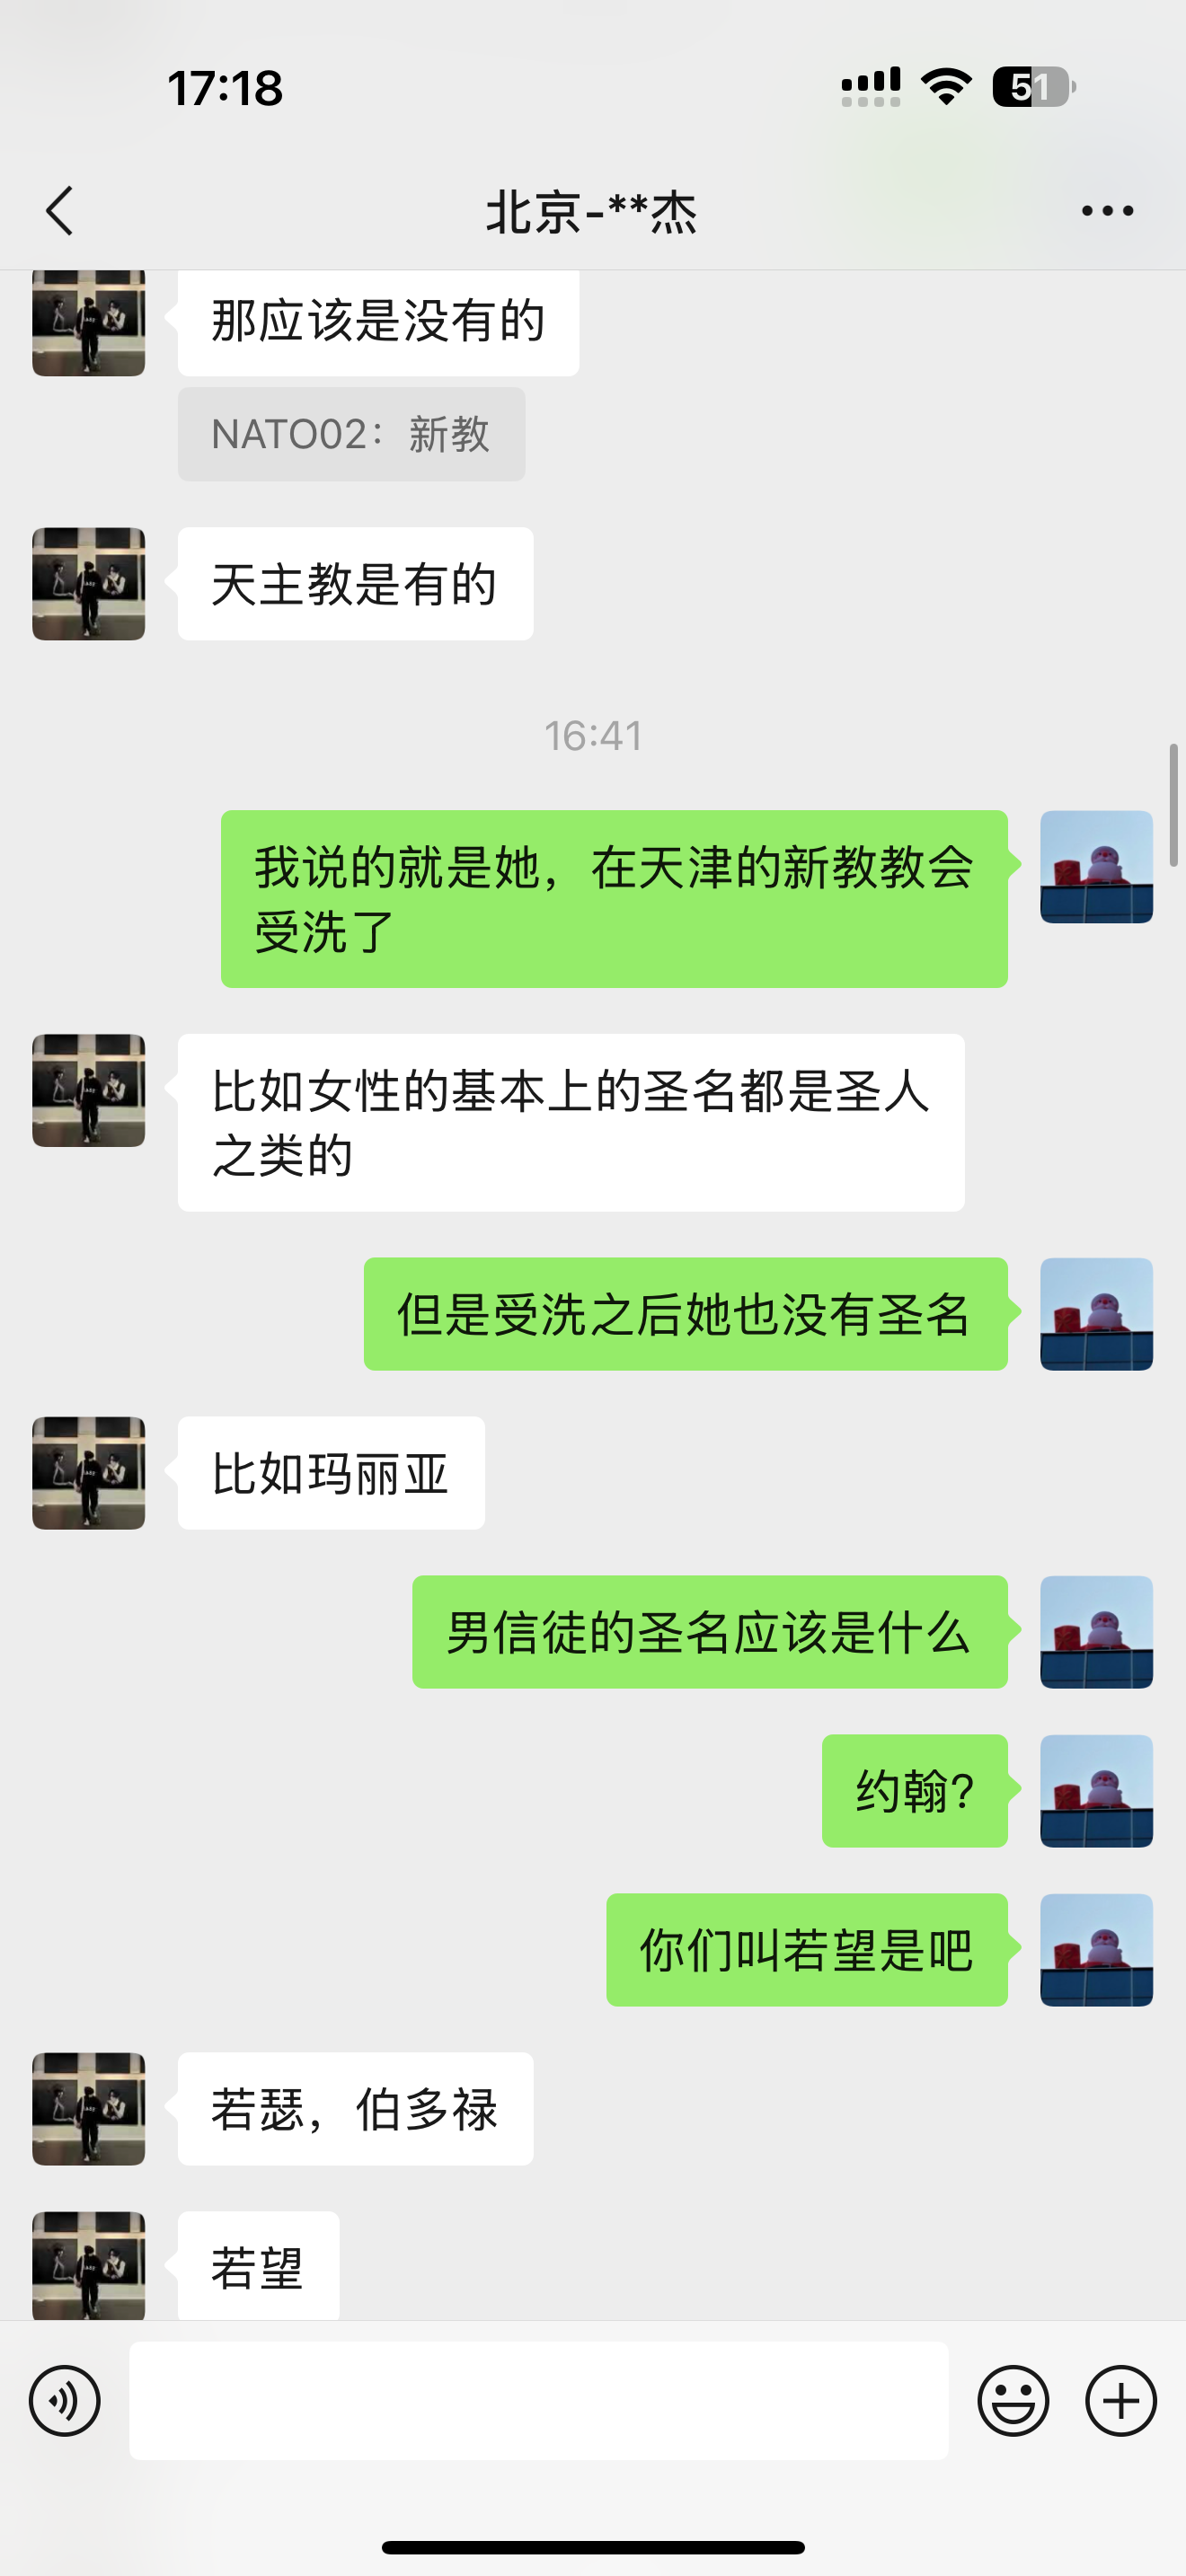 17:18
51
北京-**杰
那应该是没有的
NATO02：新教
天主教是有的
16:41
我说的就是她，在天津的新教教会
受洗了
比如女性的基本上的圣名都是圣人
之类的
但是受洗之后她也没有圣名
比如玛丽亚
男信徒的圣名应该是什么
约翰？
你们叫若望是吧
若瑟，伯多禄
若望